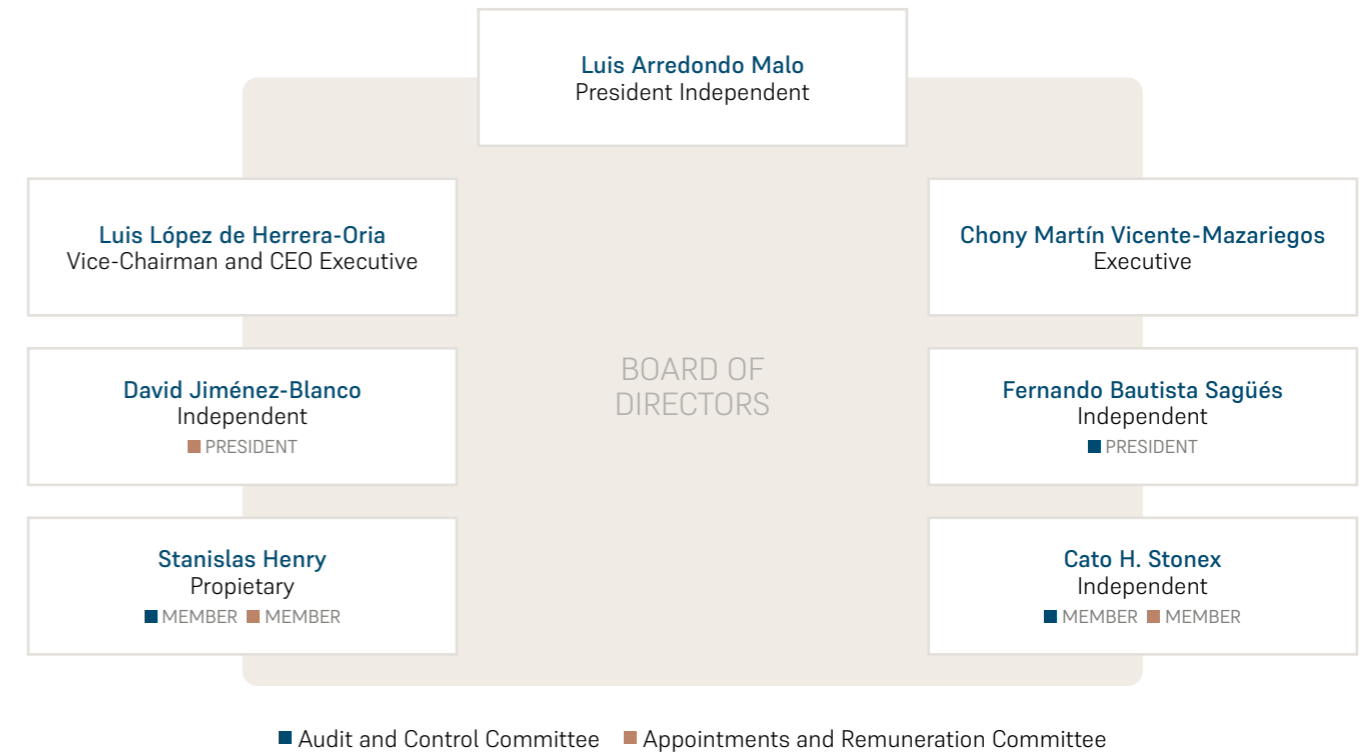 Luis Arredondo Malo
President Independent
Luis López de Herrera-Oria
Vice-Chairman and CEO Executive
Chony Martín Vicente-Mazariegos
Executive
David Jiménez-Blanco
Independent
PRESIDENT
BOARD OF
DIRECTORS
Fernando Bautista Sagüés
Independent
PRESIDENT
Stanislas Henry
Propietary
MEMBER MEMBER
Cato H. Stonex
Independent
MEMBER MEMBER
Audit and Control Committee Appointments and Remuneration Committee